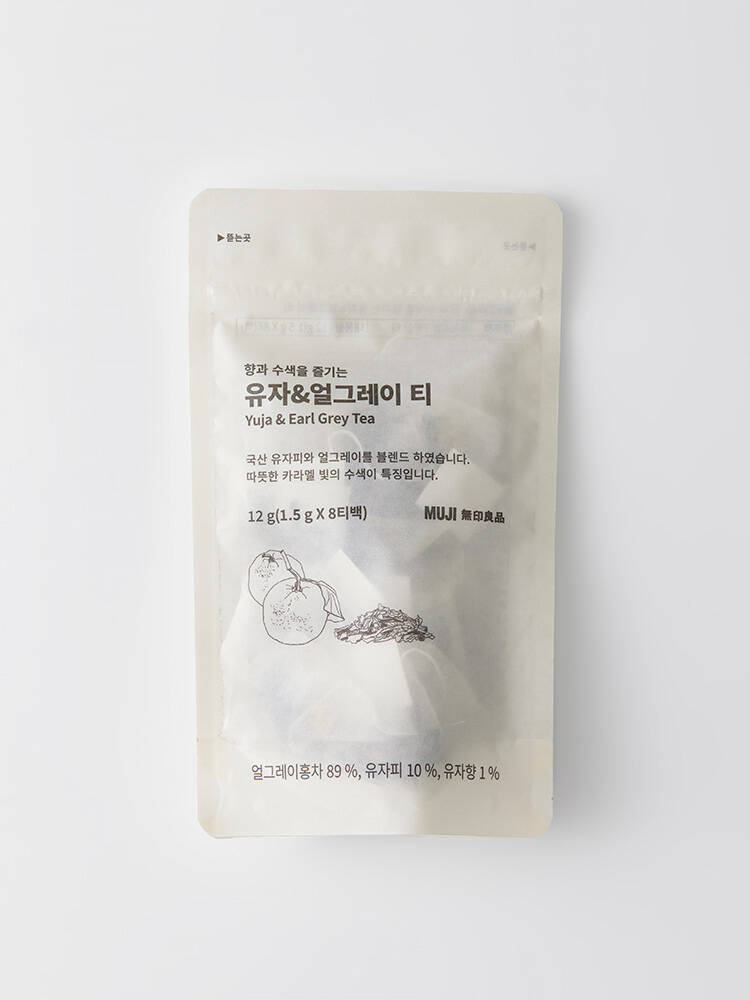 ▶뜯는곳
뜯는곳◀
향과 수색을 즐기는
유자&얼그레이 티
Yuja & Earl Grey Tea
국산 유자피와 얼그레이를 블렌드 하였습니다.
따뜻한 카라멜 빛의 수색이 특징입니다.
12 g(1.5 g X 8티백)
MUJI 無印良品
얼그레이홍차 89 %, 유자피 10 %, 유자향 1 %